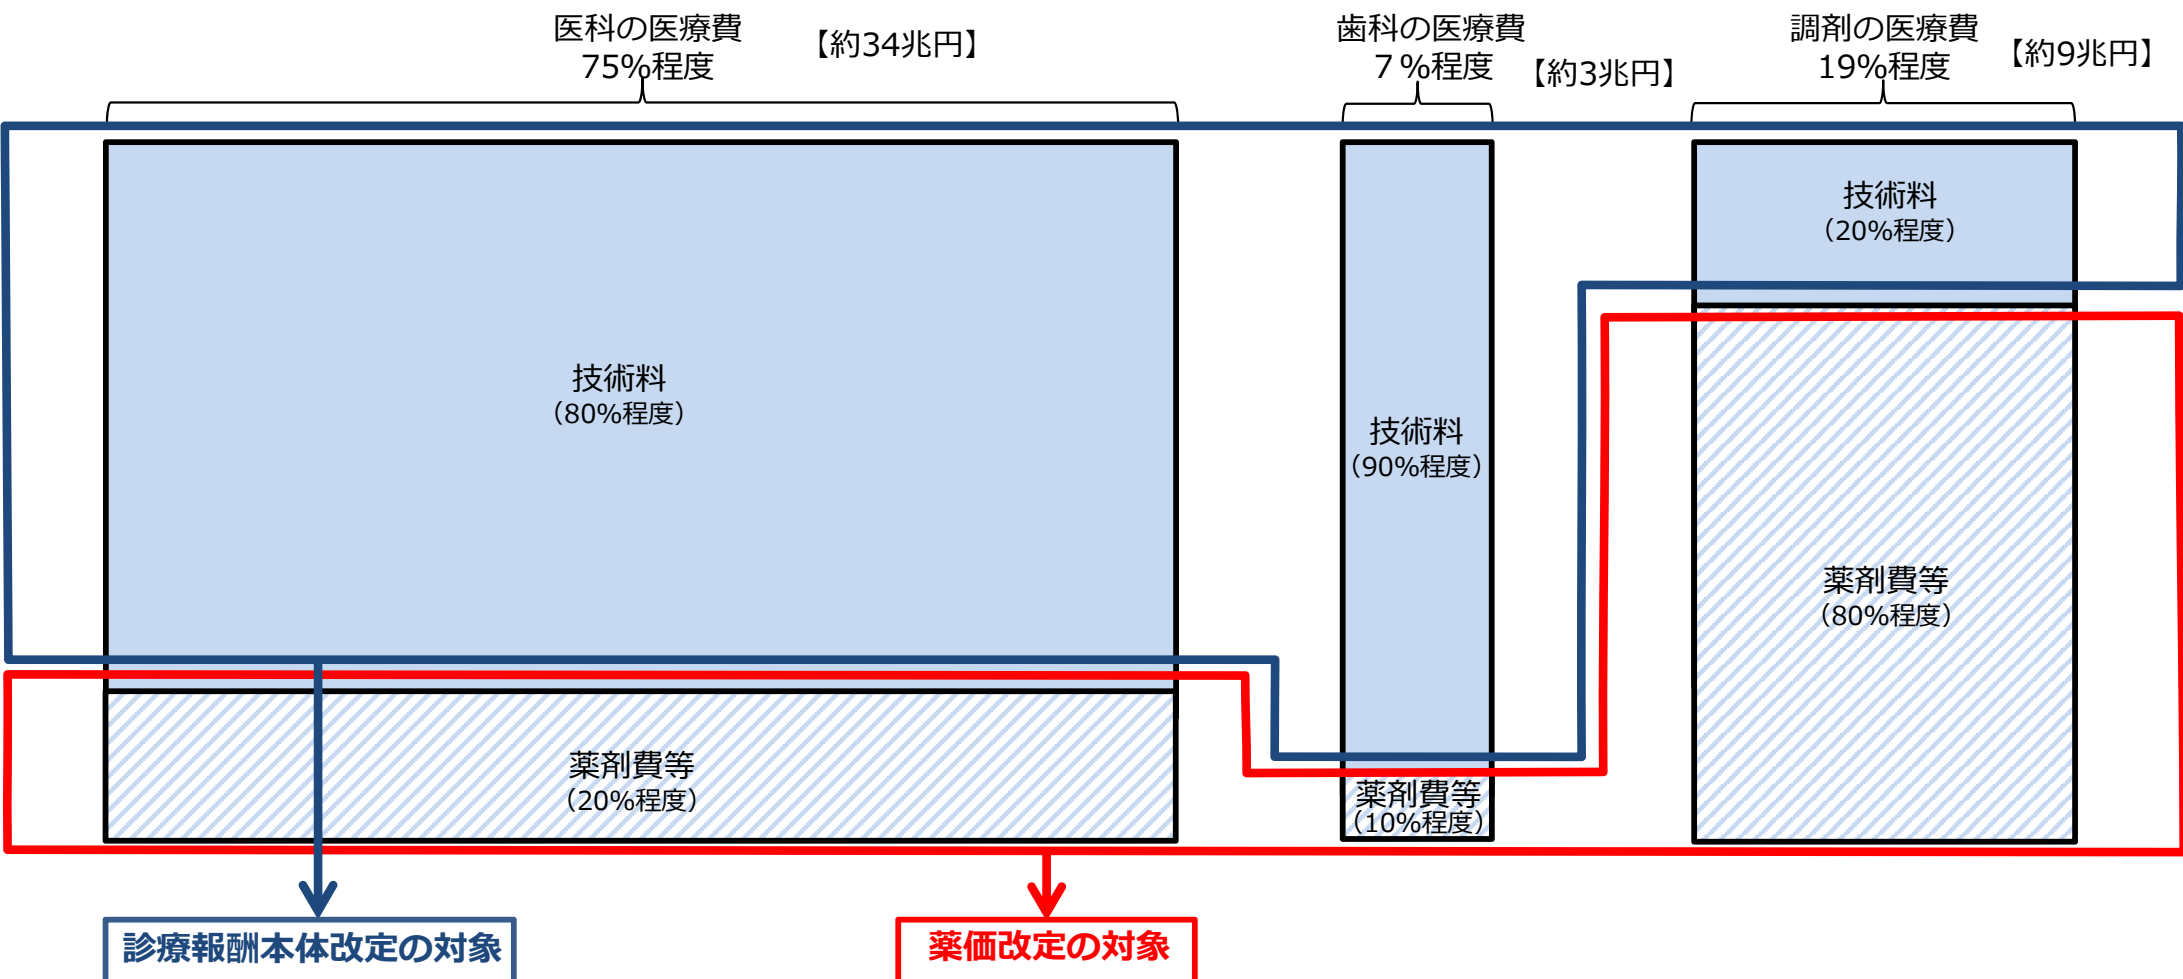 医科の医療費
75%程度
【約34兆円】
歯科の医療費
７%程度
【約3兆円】
調剤の医療費
19%程度
【約9兆円】
技術料
（80%程度）
薬剤費等
（20%程度）
技術料
（90%程度）
薬剤費等
（10%程度）
技術料
（20%程度）
薬剤費等
（80%程度）
診療報酬本体改定の対象
薬価改定の対象